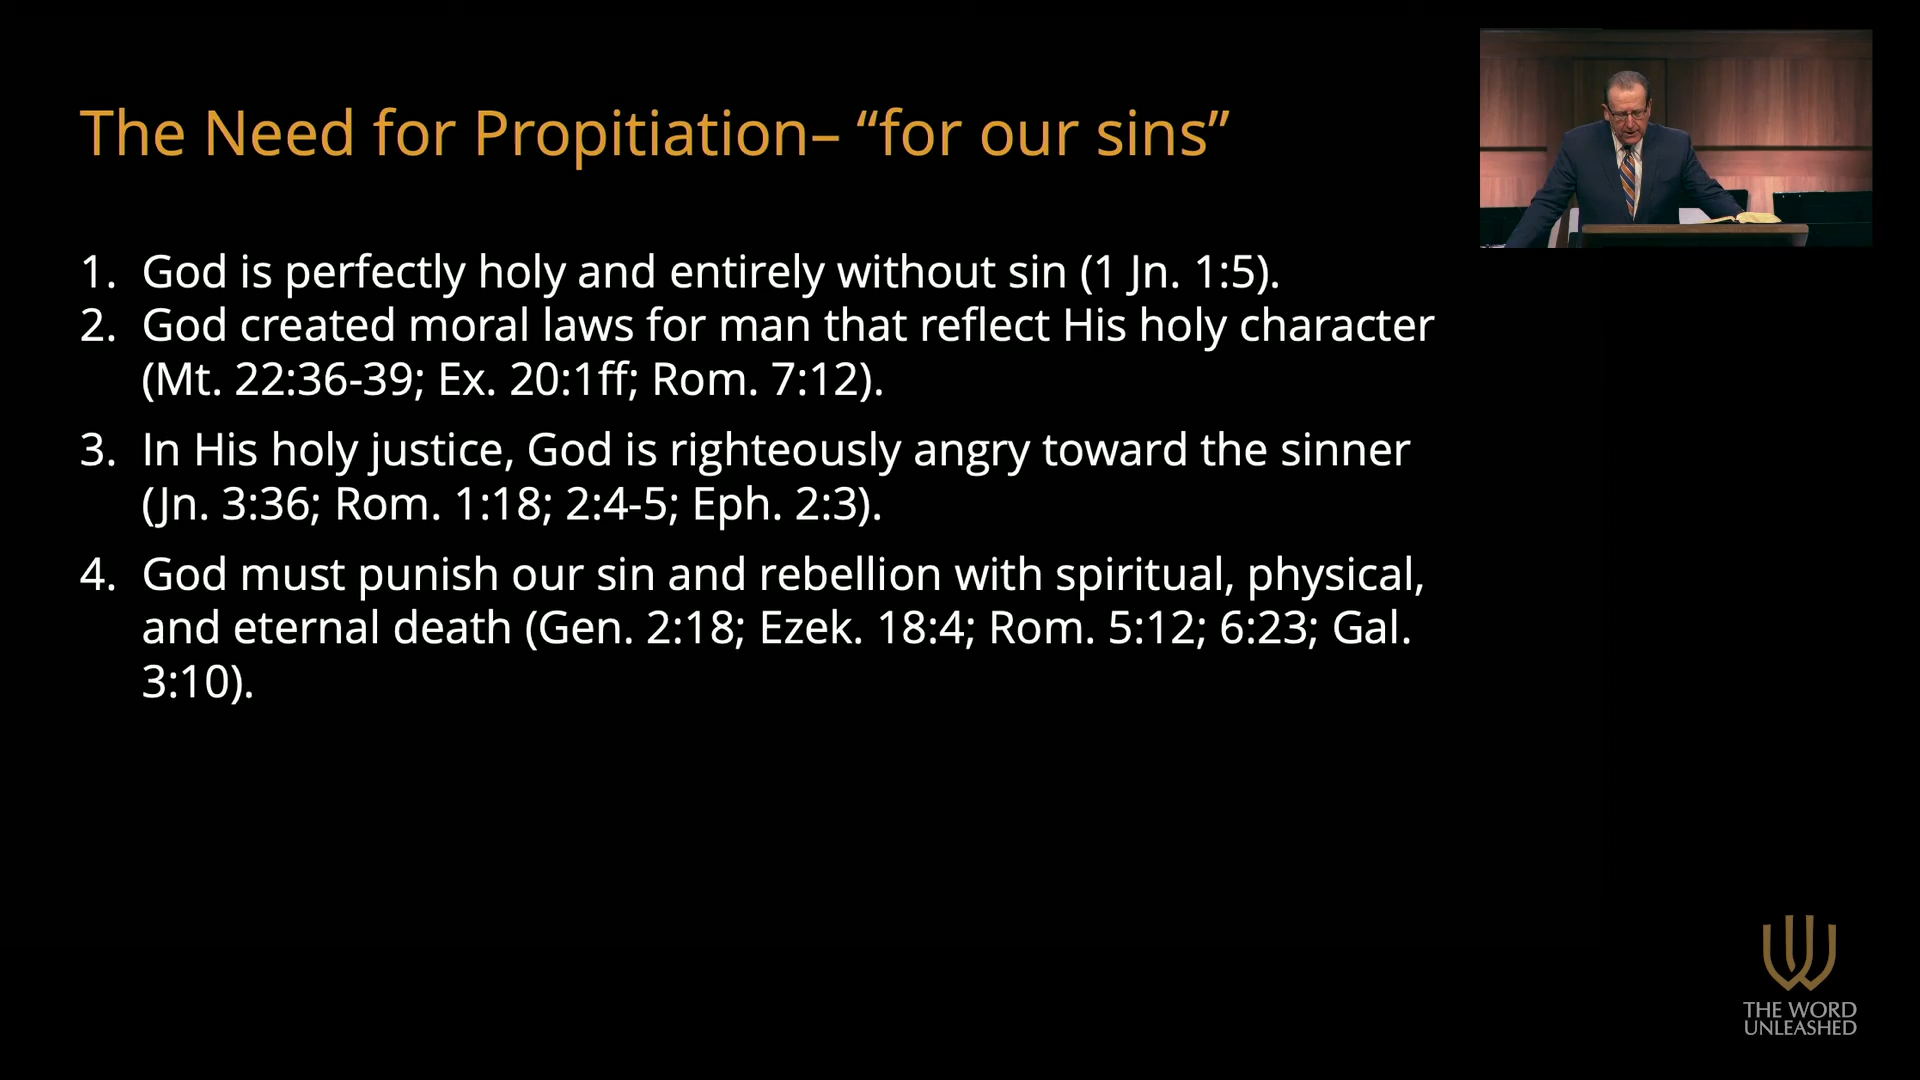 The Need for Propitiation– “for our sins”
1. God is perfectly holy and entirely without sin (1 Jn. 1:5).
2. God created moral laws for man that reflect His holy character
(Mt. 22:36-39; Ex. 20:1ff; Rom. 7:12).
3. In His holy justice, God is righteously angry toward the sinner
(Jn. 3:36; Rom. 1:18; 2:4-5; Eph. 2:3).
4. God must punish our sin and rebellion with spiritual, physical,
and eternal death (Gen. 2:18; Ezek. 18:4; Rom. 5:12; 6:23; Gal.
3:10).
THE WORD
UNLEASHED